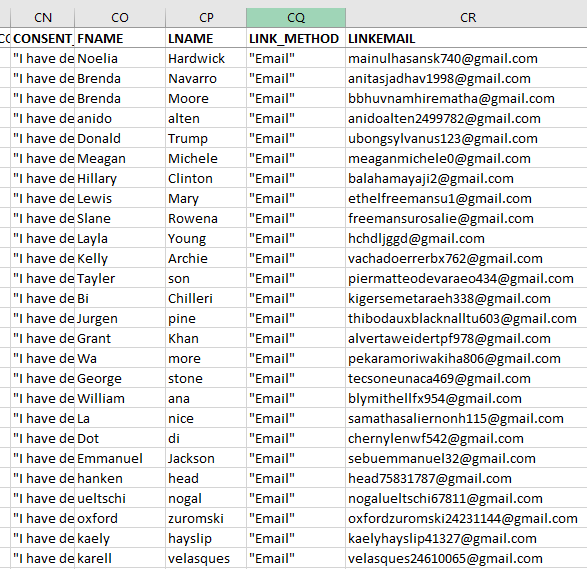 CN CO CP CQ CR
CONSENT_ FNAME LNAME LINK_METHOD LINKEMAIL
"I have de Noelia Hardwick "Email" mainulhasansk740@gmail.com
"I have de Brenda Navarro "Email" anitasjadhav1998@gmail.com
"I have de Brenda Moore "Email" bbhuvnamhirematha@gmail.com
"I have de anido alten "Email" anidoalten2499782@gmail.com
"I have de Donald Trump "Email" ubongsylvanus123@gmail.com
"I have de Meagan Michele "Email" meaganmichele0@gmail.com
"I have de Hillary Clinton "Email" balahamayaji2@gmail.com
"I have de Lewis Mary "Email" ethelfreemansu1@gmail.com
"I have de Slane Rowena "Email" freemansurosalie@gmail.com
"I have de Layla Young "Email" hchdljggd@gmail.com
"I have de Kelly Archie "Email" vachadoerrerbx762@gmail.com
"I have de Tayler son "Email" piermatteodevaraeo434@gmail.com
"I have de Bi Chilleri "Email" kigersemetaraeh338@gmail.com
"I have de Jurgen pine "Email" thibodauxblacknalltu603@gmail.com
"I have de Grant Khan "Email" alvertaweidertpf978@gmail.com
"I have de Wa more "Email" pekaramoriwakiha806@gmail.com
"I have de George stone "Email" tecsoneunaca469@gmail.com
"I have de William ana "Email" blymithellfx954@gmail.com
"I have de La nice "Email" samathasaliernonh115@gmail.com
"I have de Dot di "Email" chernylenwf542@gmail.com
"I have de Emmanuel Jackson "Email" sebuemmanuel32@gmail.com
"I have de hanken head "Email" head75831787@gmail.com
"I have de ueltschi nogal "Email" nogalueltschi67811@gmail.com
"I have de oxford zuromski "Email" oxfordzuromski24231144@gmail.com
"I have de kaely hayslip "Email" kaelyhayslip41327@gmail.com
"I have de karell velasques "Email" velasques24610065@gmail.com